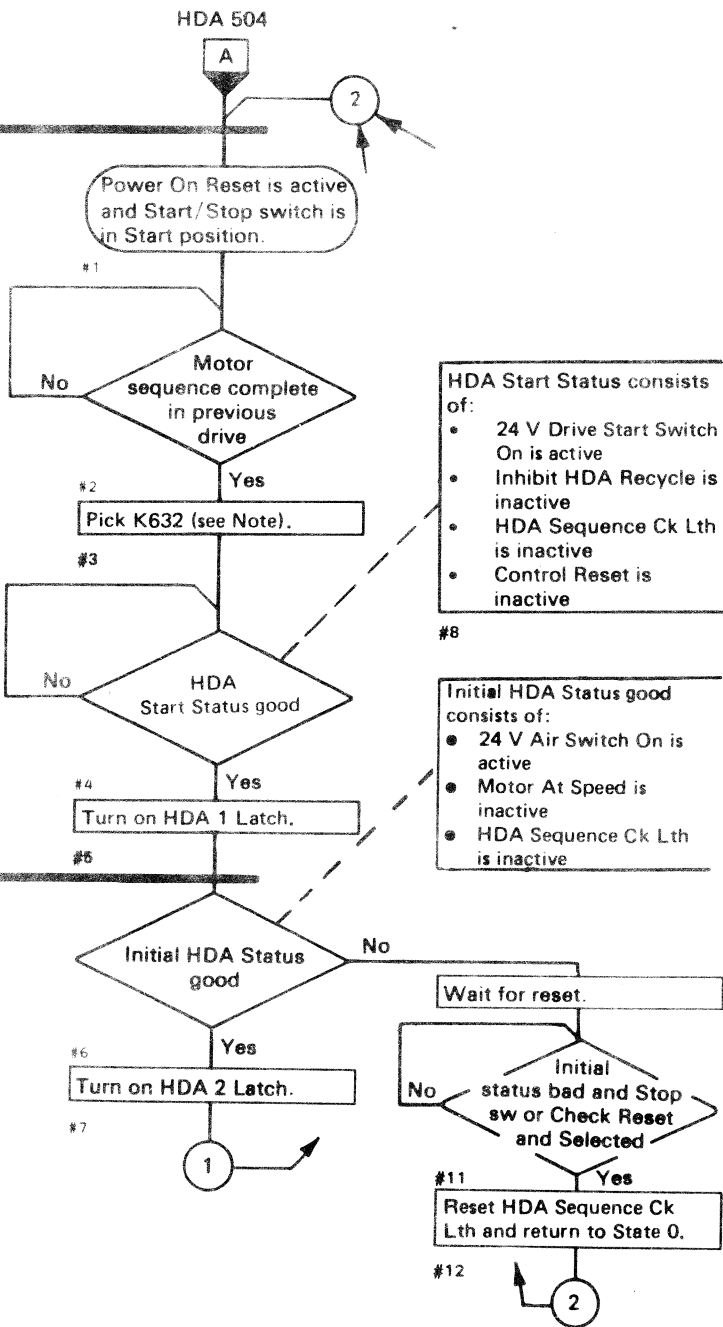 HDA 504
A
2
Power On Reset is active
and Start/Stop switch is
in Start position.
#1
Motor
sequence complete
in previous
drive
No
Yes
#2
Pick K632 (see Note).
#3
HDA
Start Status good
No
Yes
#4
Turn on HDA 1 Latch.
#5
HDA Start Status consists
of:
• 24 V Drive Start Switch
On is active
• Inhibit HDA Recycle is
inactive
• HDA Sequence Ck Lth
is inactive
• Control Reset is
inactive
#8
Initial HDA Status good
consists of:
• 24 V Air Switch On is
active
• Motor At Speed is
inactive
• HDA Sequence Ck Lth
is inactive
Initial HDA Status
good
No
Yes
#6
Turn on HDA 2 Latch.
#7
1
Wait for reset.
Initial
status bad and Stop
sw or Check Reset
and Selected
No
Yes
#11
Reset HDA Sequence Ck
Lth and return to State 0.
#12
2